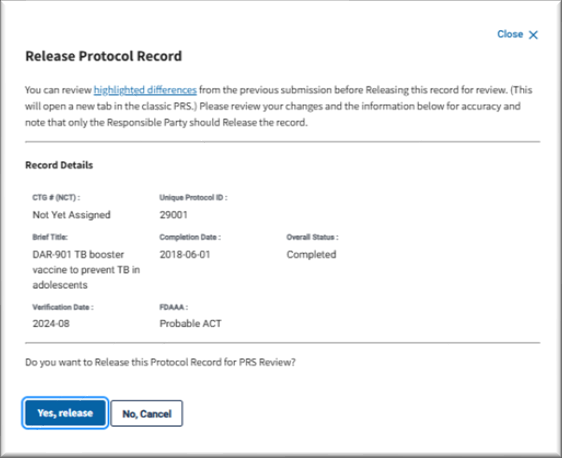 Close X
Release Protocol Record
You can review highlighted differences from the previous submission before Releasing this record for review. (This
will open a new tab in the classic PRS.) Please review your changes and the information below for accuracy and
note that only the Responsible Party should Release the record.
Record Details
CTG # (NCT) : Unique Protocol ID :
Not Yet Assigned 29001
Brief Title: Completion Date : Overall Status :
DAR-901 TB booster 2018-06-01 Completed
vaccine to prevent TB in
adolescents
Verification Date : FDAAA :
2024-08 Probable ACT
Do you want to Release this Protocol Record for PRS Review?
Yes, release No, Cancel